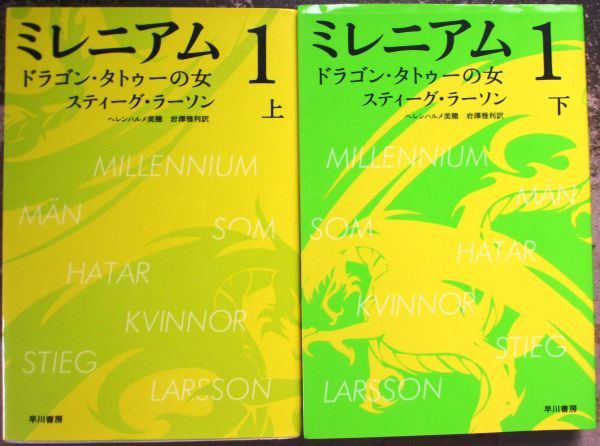 ミレニアム 1
ドラゴン・タトゥーの女
スティーグ・ラーソン 上
ヘレンハルメ美穂 岩澤雅利訳
MILLENNIUM
MÄN
SOM
HATAR
KVINNOR
STIEG
LARSSON
早川書房
ミレニアム 1
ドラゴン・タトゥーの女
スティーグ・ラーソン 下
ヘレンハルメ美穂 岩澤雅利訳
MILLENNIUM
MÄN
SOM
HATAR
KVINNOR
STIEG
LARSSON
早川書房